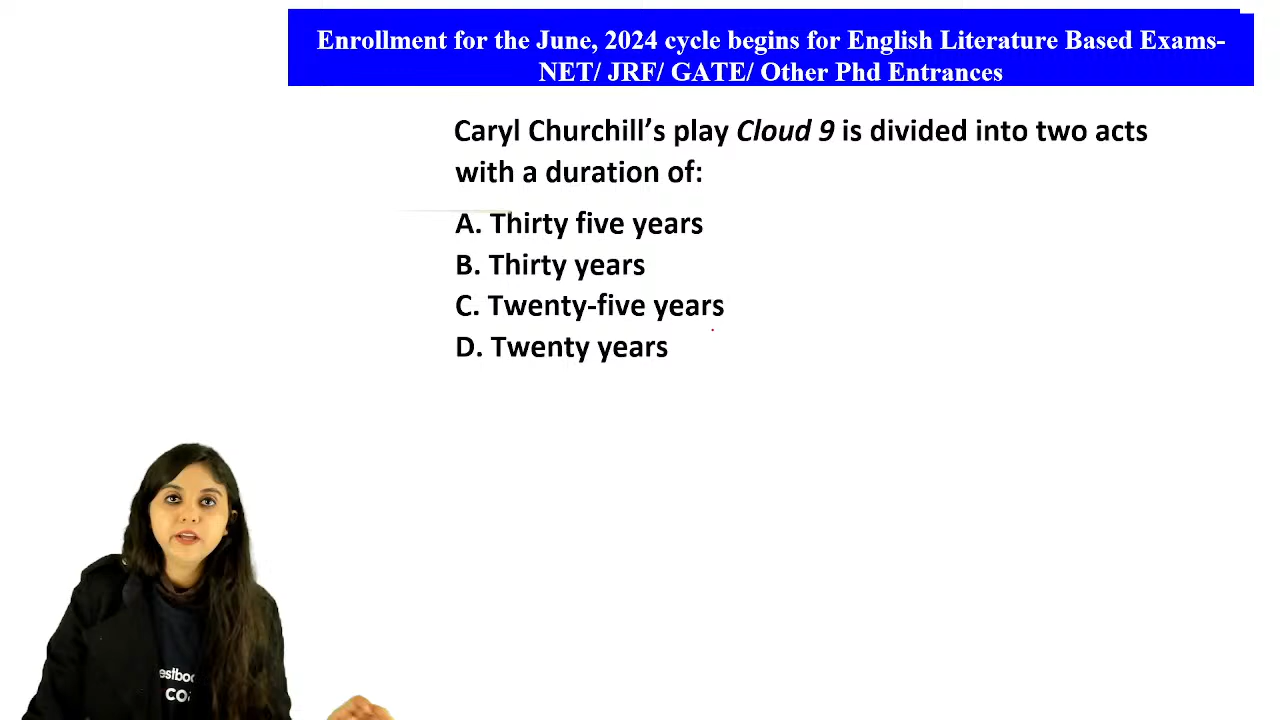 Enrollment for the June, 2024 cycle begins for English Literature Based Exams-
NET/ JRF/ GATE/ Other Phd Entrances
Caryl Churchill’s play Cloud 9 is divided into two acts
with a duration of:
A. Thirty five years
B. Thirty years
C. Twenty-five years
D. Twenty years